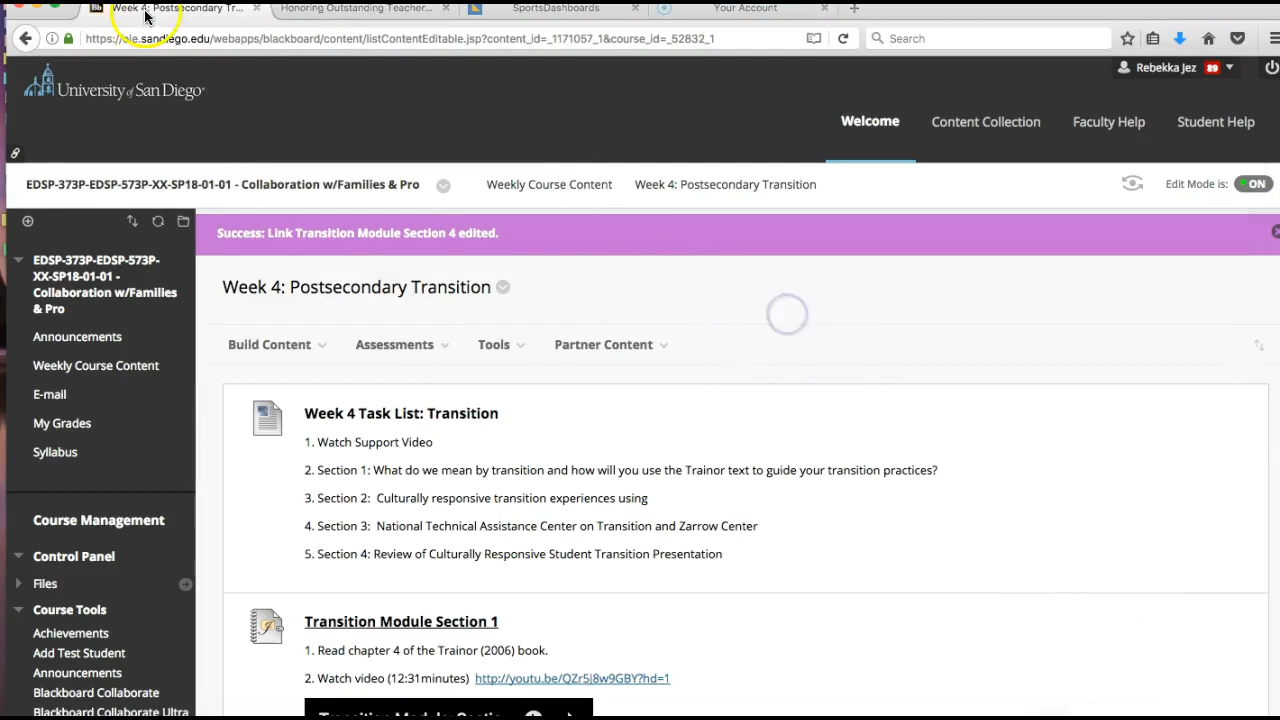 Bb Week 4: Postsecondary Tr... ×
Honoring Outstanding Teacher... ×
SportsDashboards ×
Your Account ×
https://ole.sandiego.edu/webapps/blackboard/content/listContentEditable.jsp?content_id=_1171057_1&course_id=_52832_1
Search
Rebekka Jez 89
University of San Diego
Welcome
Content Collection
Faculty Help
Student Help
EDSP-373P-EDSP-573P-XX-SP18-01-01 - Collaboration w/Families & Pro
Weekly Course Content
Week 4: Postsecondary Transition
Edit Mode is: ON
Success: Link Transition Module Section 4 edited.
EDSP-373P-EDSP-573P-
XX-SP18-01-01 -
Collaboration w/Families
& Pro
Announcements
Weekly Course Content
E-mail
My Grades
Syllabus
Course Management
Control Panel
Files
Course Tools
Achievements
Add Test Student
Announcements
Blackboard Collaborate
Blackboard Collaborate Ultra
Week 4: Postsecondary Transition
Build Content
Assessments
Tools
Partner Content
Week 4 Task List: Transition
1. Watch Support Video
2. Section 1: What do we mean by transition and how will you use the Trainor text to guide your transition practices?
3. Section 2: Culturally responsive transition experiences using
4. Section 3: National Technical Assistance Center on Transition and Zarrow Center
5. Section 4: Review of Culturally Responsive Student Transition Presentation
Transition Module Section 1
1. Read chapter 4 of the Trainor (2006) book.
2. Watch video (12:31minutes) http://youtu.be/QZr5j8w9GBY?hd=1
Transition Module: Sectio